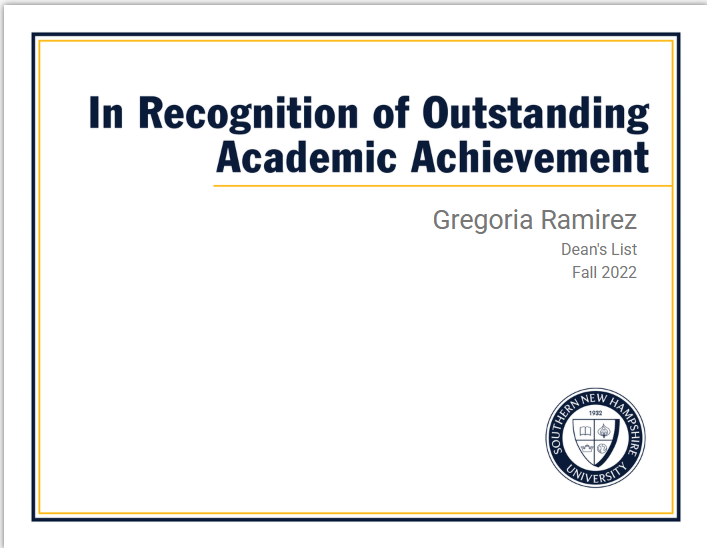 In Recognition of Outstanding
Academic Achievement
Gregoria Ramirez
Dean's List
Fall 2022
SOUTHERN NEW HAMPSHIRE
1932
UNIVERSITY